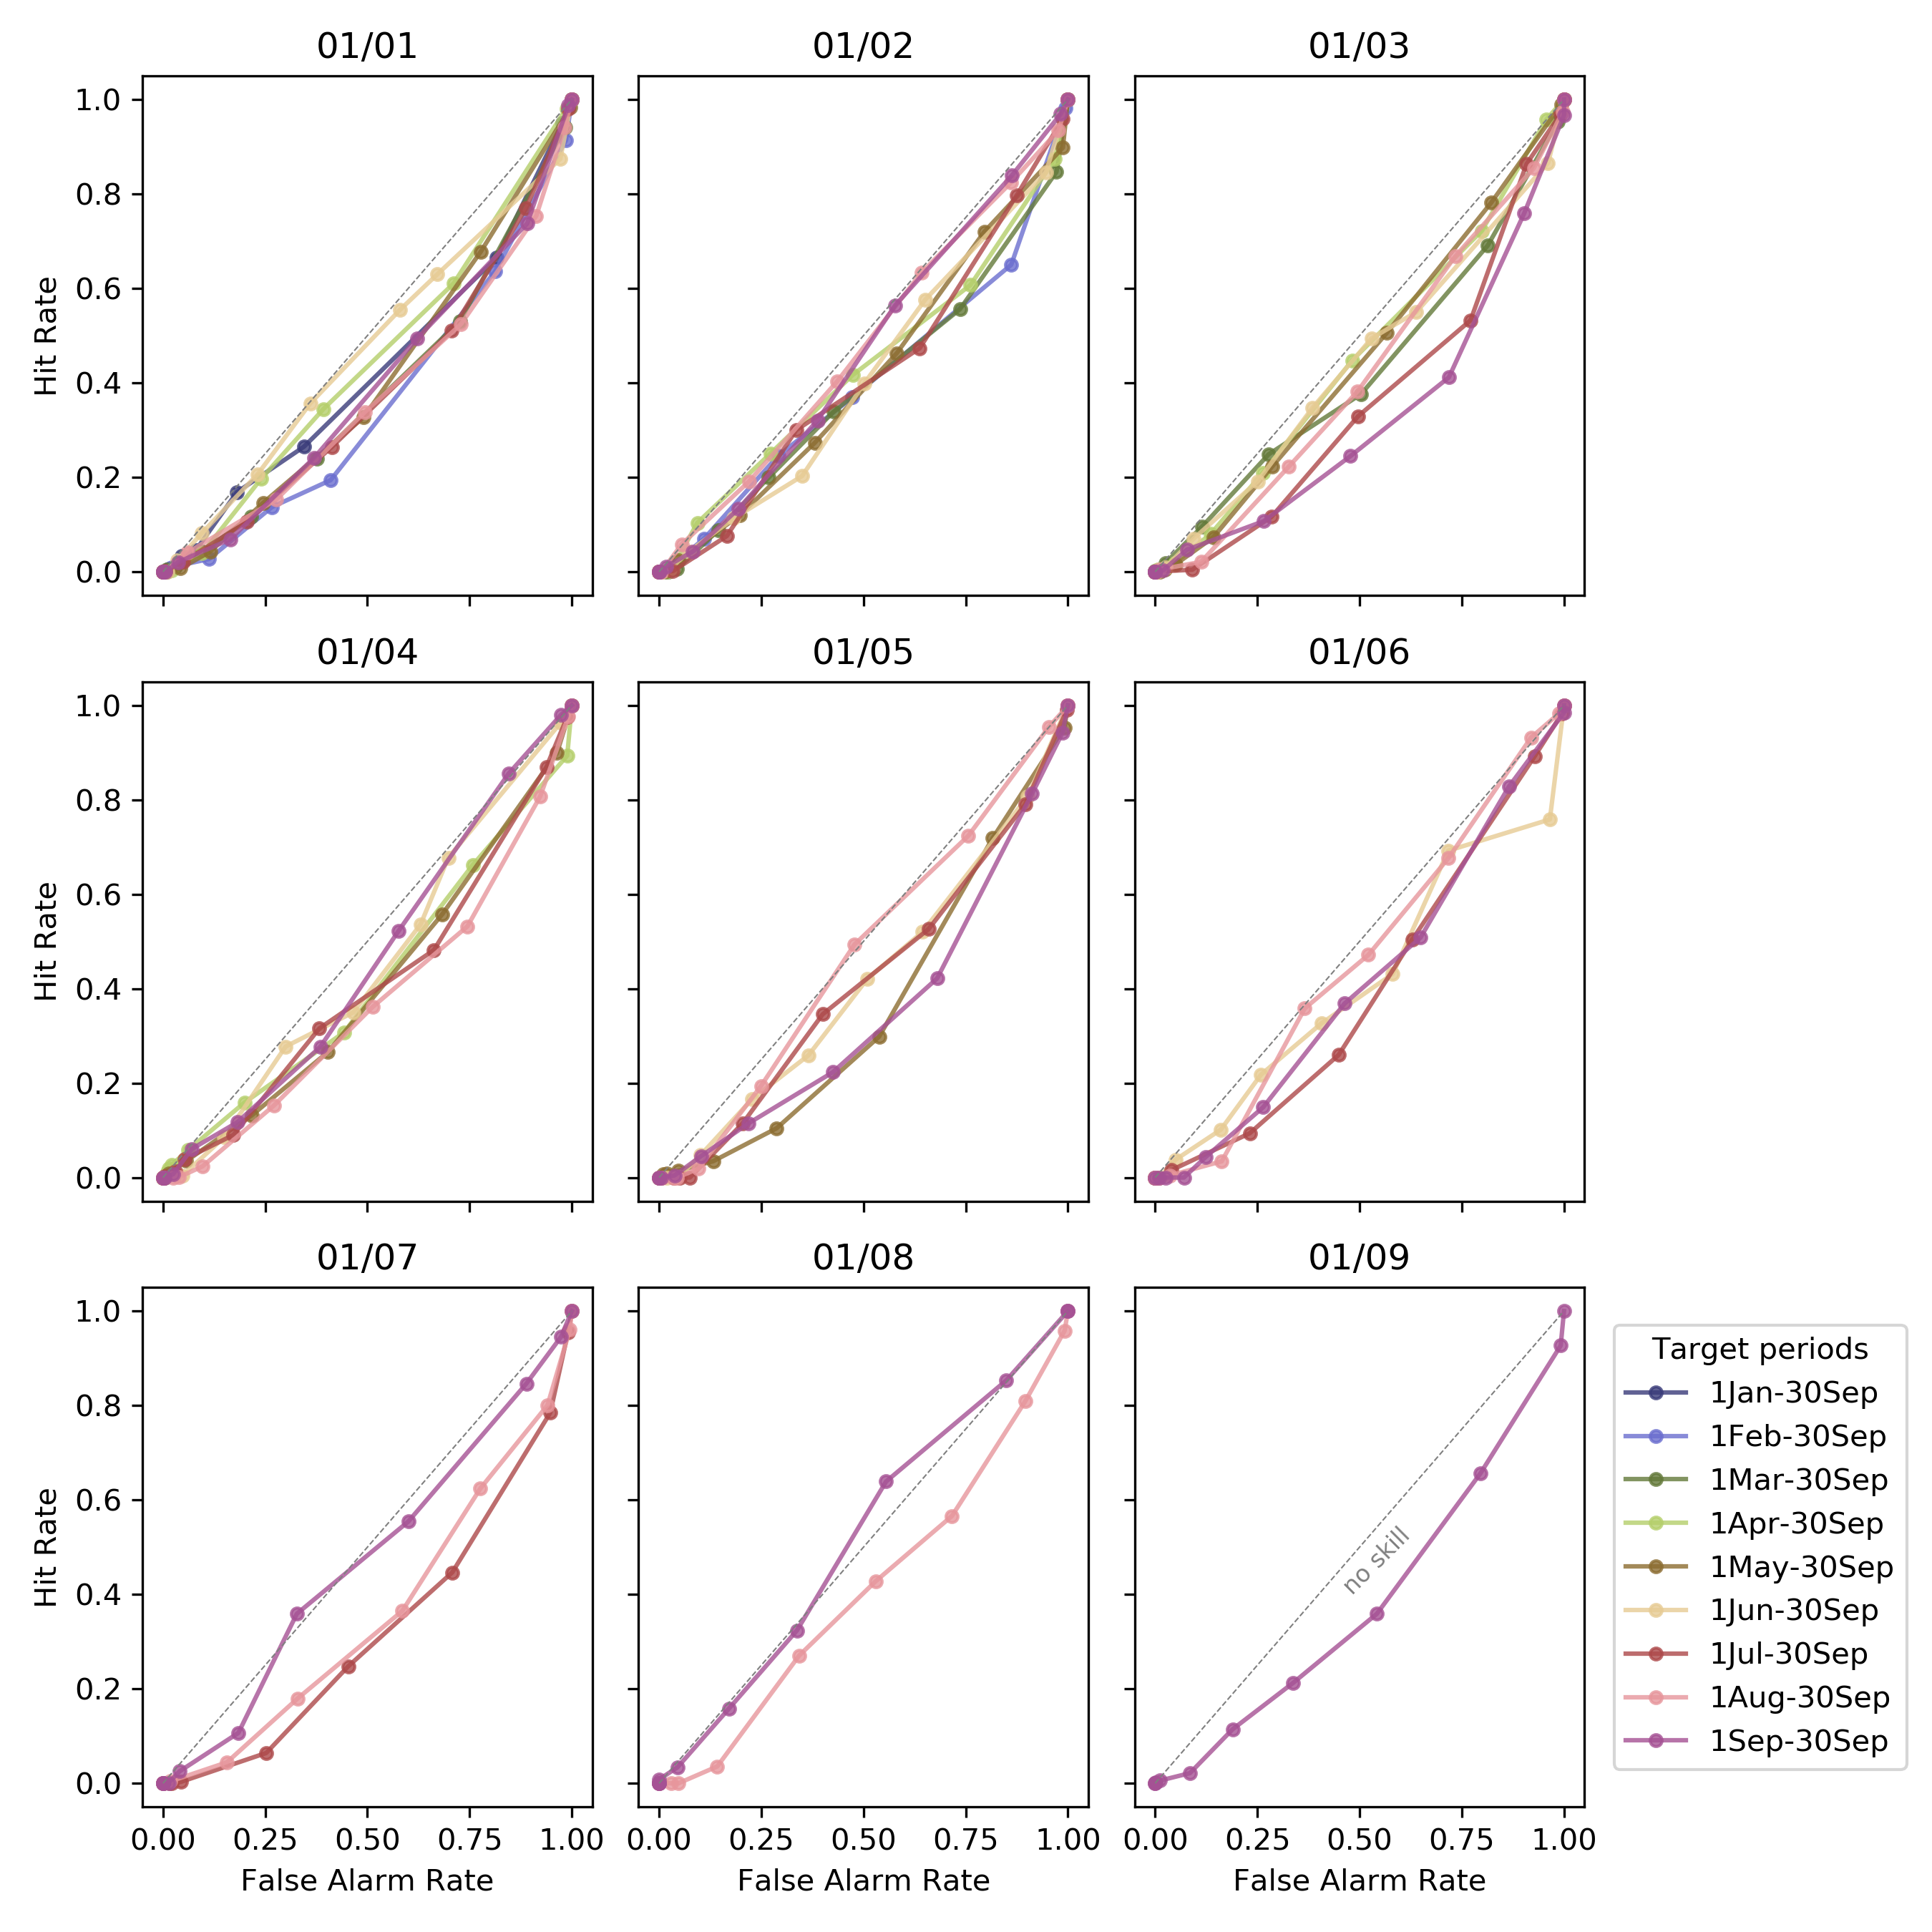 01/01
01/02
01/03
1.0
0.8
0.6
0.4
0.2
0.0
Hit Rate
01/04
01/05
01/06
1.0
0.8
0.6
0.4
0.2
0.0
Hit Rate
01/07
01/08
01/09
1.0
0.8
0.6
0.4
0.2
0.0
Hit Rate
no skill
0.00 0.25 0.50 0.75 1.00
0.00 0.25 0.50 0.75 1.00
0.00 0.25 0.50 0.75 1.00
False Alarm Rate
False Alarm Rate
False Alarm Rate
Target periods
1Jan-30Sep
1Feb-30Sep
1Mar-30Sep
1Apr-30Sep
1May-30Sep
1Jun-30Sep
1Jul-30Sep
1Aug-30Sep
1Sep-30Sep